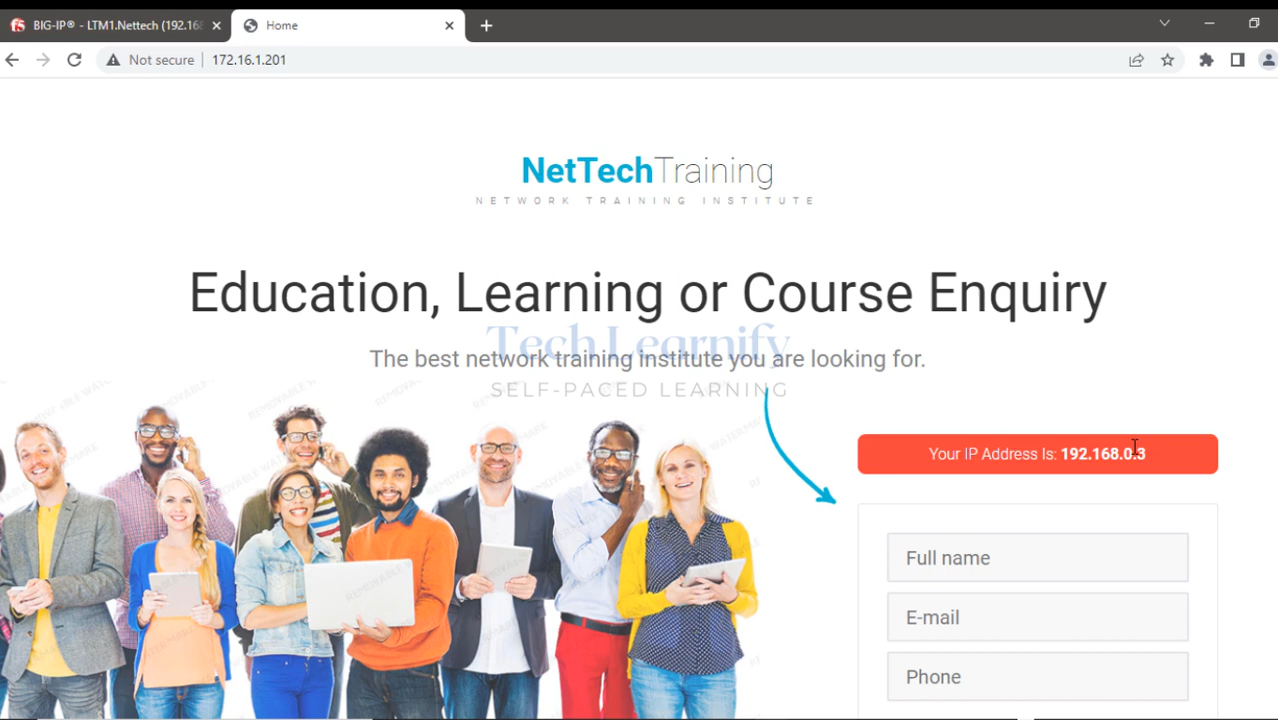 BIG-IP® - LTM1.Nettech (192.168
Home
Not secure
172.16.1.201
NetTechTraining
NETWORK TRAINING INSTITUTE
Education, Learning or Course Enquiry
Tech Learnify
The best network training institute you are looking for.
SELF-PACED LEARNING
Your IP Address Is: 192.168.0.3
Full name
E-mail
Phone